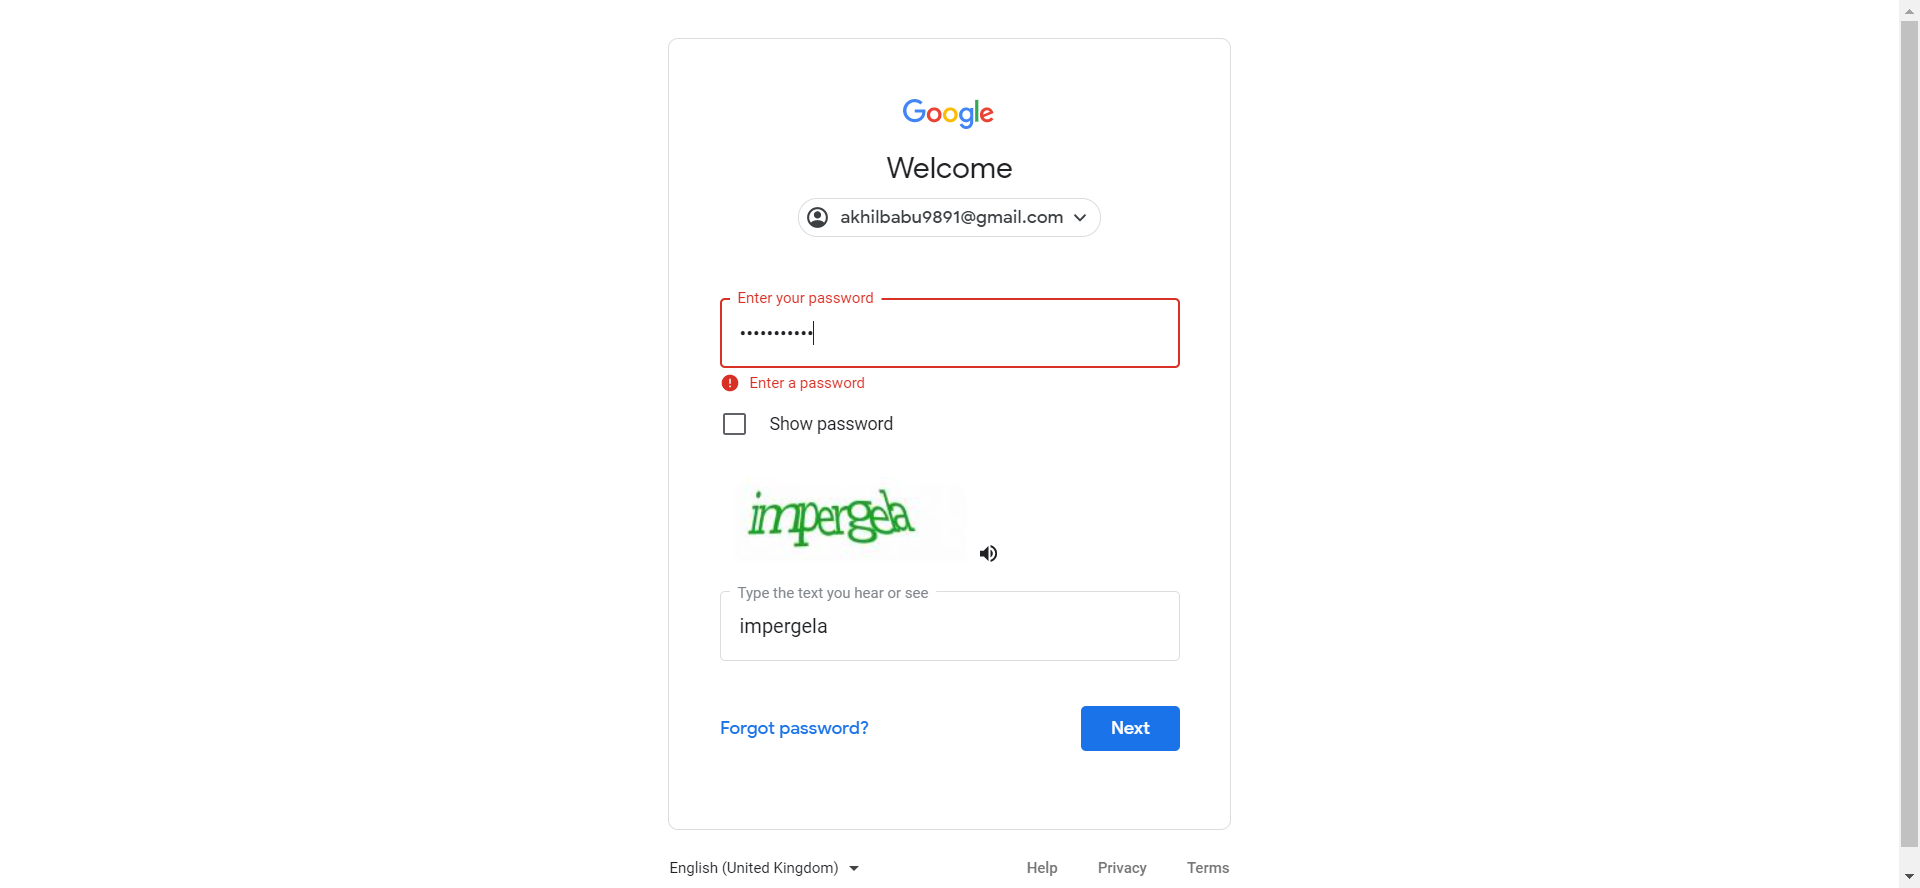 Google
Welcome
akhilbabu9891@gmail.com
Enter your password
•••••••••••
Enter a password
Show password
impergela
Type the text you hear or see
impergela
Forgot password?
Next
English (United Kingdom)
Help Privacy Terms